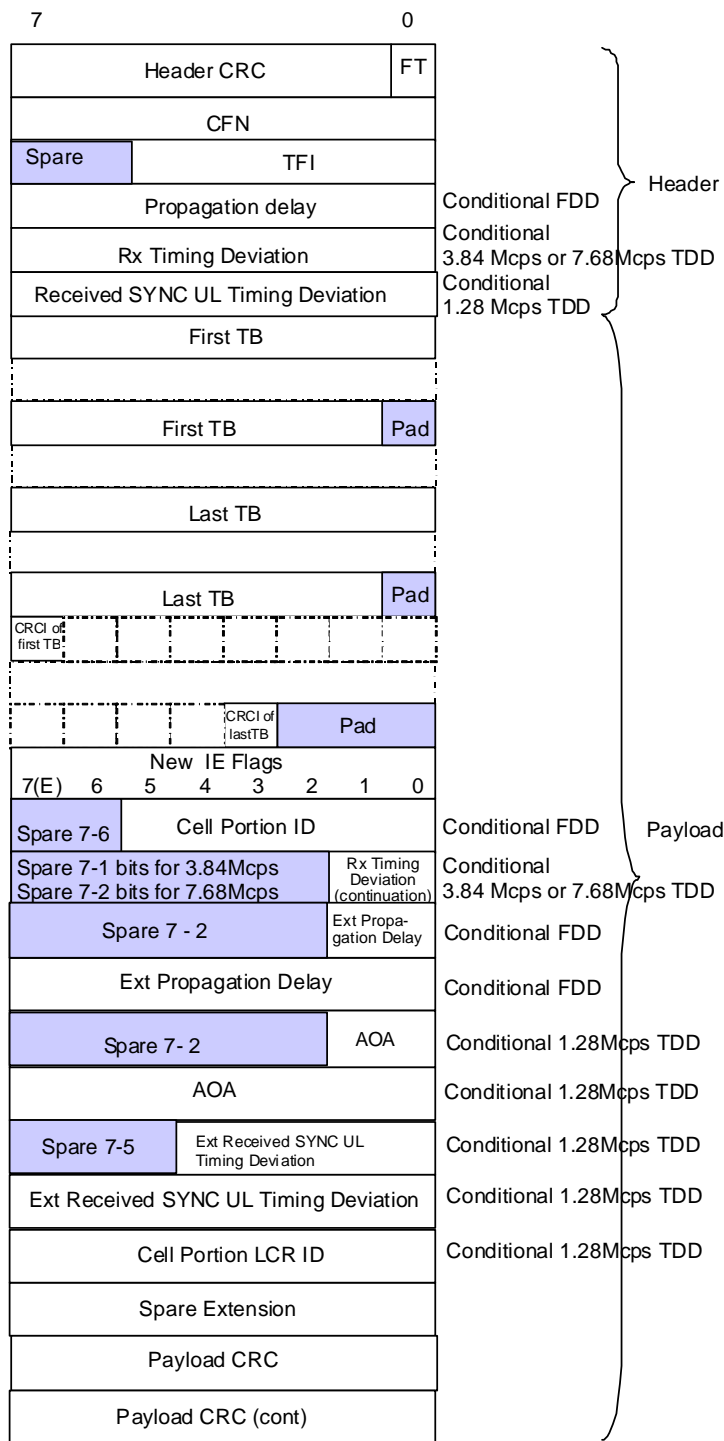 7 0
Header CRC FT
CFN
Spare TFI
Header
Propagation delay Conditional FDD
Rx Timing Deviation Conditional
3.84 Mcps or 7.68Mcps TDD
Received SYNC UL Timing Deviation Conditional
1.28 Mcps TDD
First TB
First TB Pad
Last TB
Last TB Pad
CRCI of
first TB
CRCI of
lastTB
Pad
New IE Flags
7(E) 6 5 4 3 2 1 0
Spare 7-6 Cell Portion ID Conditional FDD
Payload
Spare 7-1 bits for 3.84Mcps
Spare 7-2 bits for 7.68Mcps
Rx Timing
Deviation
(continuation)
Conditional
3.84 Mcps or 7.68Mcps TDD
Spare 7 - 2
Ext Propa-
gation Delay
Conditional FDD
Ext Propagation Delay Conditional FDD
Spare 7- 2 AOA Conditional 1.28Mcps TDD
AOA Conditional 1.28Mcps TDD
Spare 7-5
Ext Received SYNC UL
Timing Deviation
Conditional 1.28Mcps TDD
Ext Received SYNC UL Timing Deviation Conditional 1.28Mcps TDD
Cell Portion LCR ID Conditional 1.28Mcps TDD
Spare Extension
Payload CRC
Payload CRC (cont)